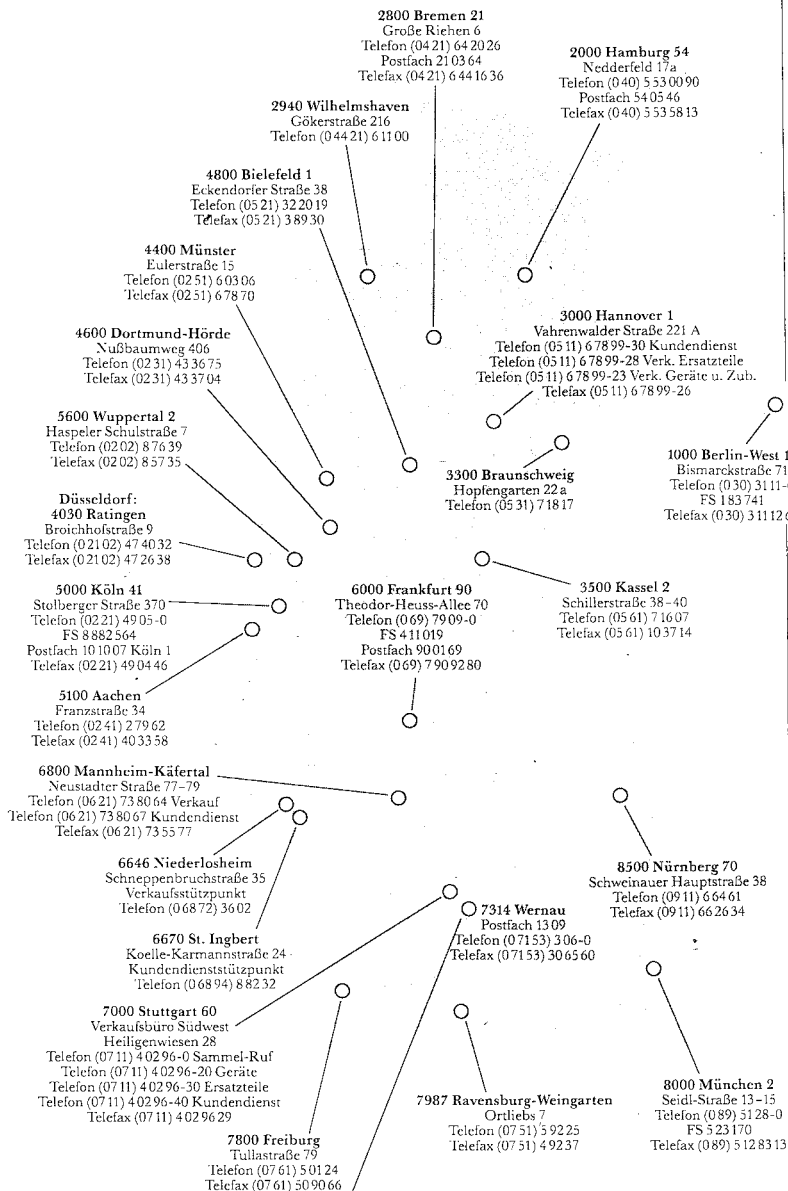 2800 Bremen 21
Große Riehen 6
Telefon (04 21) 64 20 26
Postfach 21 03 64
Telefax (04 21) 6 44 16 36
2000 Hamburg 54
Nedderfeld 17a
Telefon (0 40) 5 53 00 90
Postfach 54 05 46
Telefax (0 40) 5 53 58 13
2940 Wilhelmshaven
Gökerstraße 216
Telefon (0 44 21) 6 11 00
4800 Bielefeld 1
Eckendorfer Straße 38
Telefon (05 21) 32 20 19
Telefax (05 21) 3 89 30
4400 Münster
Eulerstraße 15
Telefon (02 51) 6 03 06
Telefax (02 51) 6 78 70
3000 Hannover 1
Vahrenwalder Straße 221 A
Telefon (05 11) 6 78 99-30 Kundendienst
Telefon (05 11) 6 78 99-28 Verk. Ersatzteile
Telefon (05 11) 6 78 99-23 Verk. Geräte u. Zub.
Telefax (05 11) 6 78 99-26
4600 Dortmund-Hörde
Nußbaumweg 406
Telefon (02 31) 43 36 75
Telefax (02 31) 43 37 04
5600 Wuppertal 2
Haspeler Schulstraße 7
Telefon (02 02) 8 76 39
Telefax (02 02) 8 57 35
3300 Braunschweig
Hopfengarten 22 a
Telefon (05 31) 7 18 17
1000 Berlin-West 1
Bismarckstraße 71
Telefon (0 30) 31 11-
FS 1 83 741
Telefax (0 30) 3 11 12
Düsseldorf:
4030 Ratingen
Broichhofstraße 9
Telefon (0 21 02) 47 40 32
Telefax (0 21 02) 47 26 38
5000 Köln 41
Stolberger Straße 370
Telefon (02 21) 49 05-0
FS 8 882 564
Postfach 10 10 07 Köln 1
Telefax (02 21) 49 04 46
6000 Frankfurt 90
Theodor-Heuss-Allee 70
Telefon (0 69) 79 09-0
FS 4 11 019
Postfach 90 01 69
Telefax (0 69) 7 90 92 80
3500 Kassel 2
Schillerstraße 38–40
Telefon (05 61) 7 16 07
Telefax (05 61) 10 37 14
5100 Aachen
Franzstraße 34
Telefon (02 41) 2 79 62
Telefax (02 41) 40 33 58
6800 Mannheim-Käfertal
Neustadter Straße 77–79
Telefon (06 21) 73 80 64 Verkauf
Telefon (06 21) 73 80 67 Kundendienst
Telefax (06 21) 73 55 77
6646 Niederlosheim
Schneppenbruchstraße 35
Verkaufsstützpunkt
Telefon (0 68 72) 36 02
8500 Nürnberg 70
Schweinauer Hauptstraße 38
Telefon (09 11) 6 64 61
Telefax (09 11) 66 26 34
7314 Wernau
Postfach 13 09
Telefon (0 71 53) 3 06-0
Telefax (0 71 53) 30 65 60
6670 St. Ingbert
Koelle-Karmannstraße 24
Kundendienststützpunkt
Telefon (0 68 94) 8 82 32
7000 Stuttgart 60
Verkaufsbüro Südwest
Heiligenwiesen 28
Telefon (07 11) 4 02 96-0 Sammel-Ruf
Telefon (07 11) 4 02 96-20 Geräte
Telefon (07 11) 4 02 96-30 Ersatzteile
Telefon (07 11) 4 02 96-40 Kundendienst
Telefax (07 11) 4 02 96 29
7987 Ravensburg-Weingarten
Ortliebs 7
Telefon (07 51) 5 92 25
Telefax (07 51) 4 92 37
8000 München 2
Seidl-Straße 13–15
Telefon (0 89) 51 28-0
FS 5 23 170
Telefax (0 89) 5 12 83 13
7800 Freiburg
Tullastraße 79
Telefon (07 61) 5 01 24
Telefax (07 61) 50 90 66